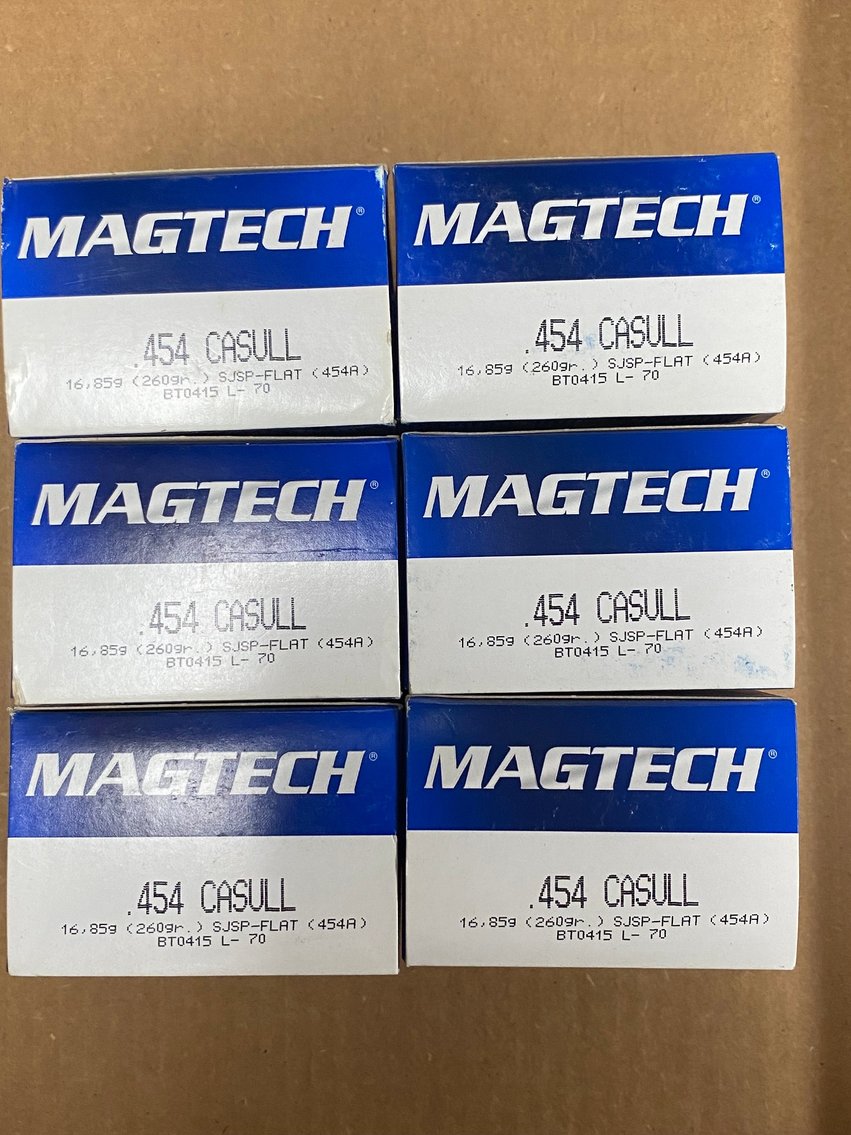 MAGTECH®
.454 CASULL
16,85g (260gr.) SJSP-FLAT (454A)
BT0415 L- 70
MAGTECH®
.454 CASULL
16,85g (260gr.) SJSP-FLAT (454A)
BT0415 L- 70
MAGTECH®
.454 CASULL
16,85g (260gr.) SJSP-FLAT (454A)
BT0415 L- 70
MAGTECH®
.454 CASULL
16,85g (260gr.) SJSP-FLAT (454A)
BT0415 L- 70
MAGTECH®
.454 CASULL
16,85g (260gr.) SJSP-FLAT (454A)
BT0415 L- 70
MAGTECH®
.454 CASULL
16,85g (260gr.) SJSP-FLAT (454A)
BT0415 L- 70